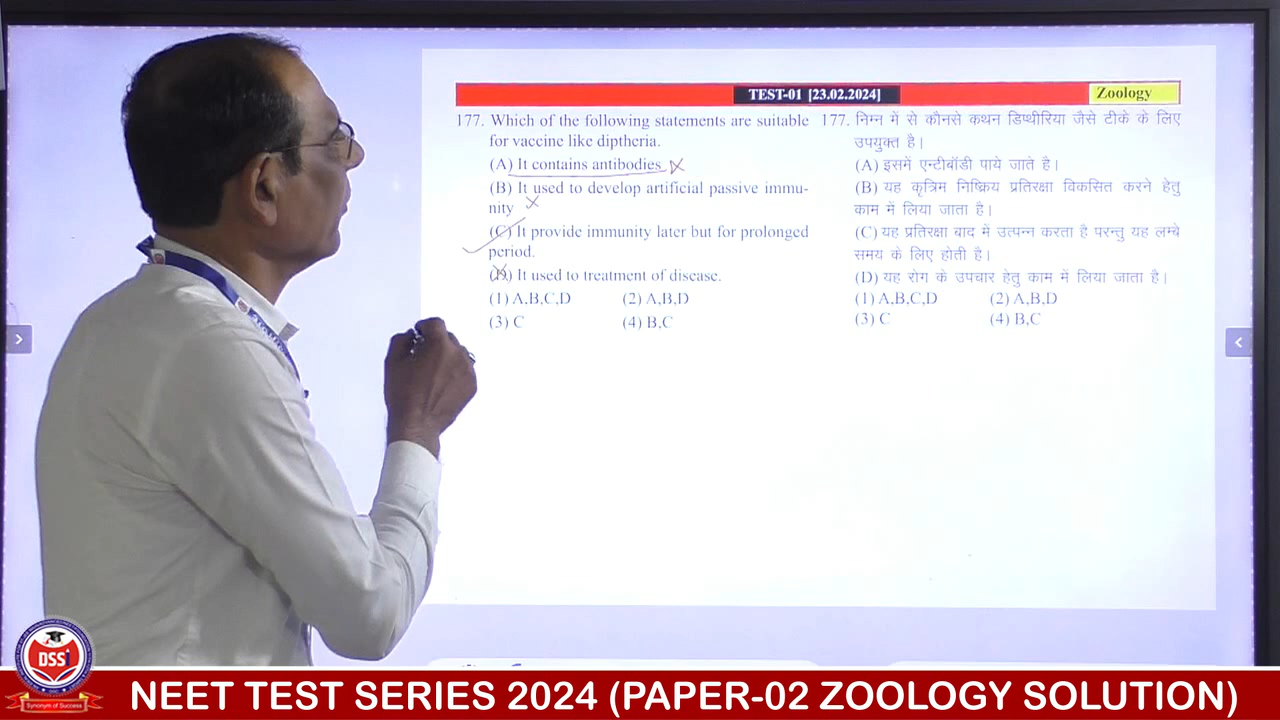 TEST-01 [23.02.2024]
Zoology
177. Which of the following statements are suitable
for vaccine like diptheria.
(A) It contains antibodies
(B) It used to develop artificial passive immu-
nity
(C) It provide immunity later but for prolonged
period.
(D) It used to treatment of disease.
(1) A,B,C,D (2) A,B,D
(3) C (4) B,C
177. निम्न में से कौनसे कथन डिप्थीरिया जैसे टीके के लिए
उपयुक्त है।
(A) इसमें एन्टीबॉडी पाये जाते है।
(B) यह कृत्रिम निष्क्रिय प्रतिरक्षा विकसित करने हेतु
काम में लिया जाता है।
(C) यह प्रतिरक्षा बाद में उत्पन्न करता है परन्तु यह लम्बे
समय के लिए होती है।
(D) यह रोग के उपचार हेतु काम में लिया जाता है।
(1) A,B,C,D (2) A,B,D
(3) C (4) B,C
DSSi
Synonym of Success
NEET TEST SERIES 2024 (PAPER-02 ZOOLOGY SOLUTION)